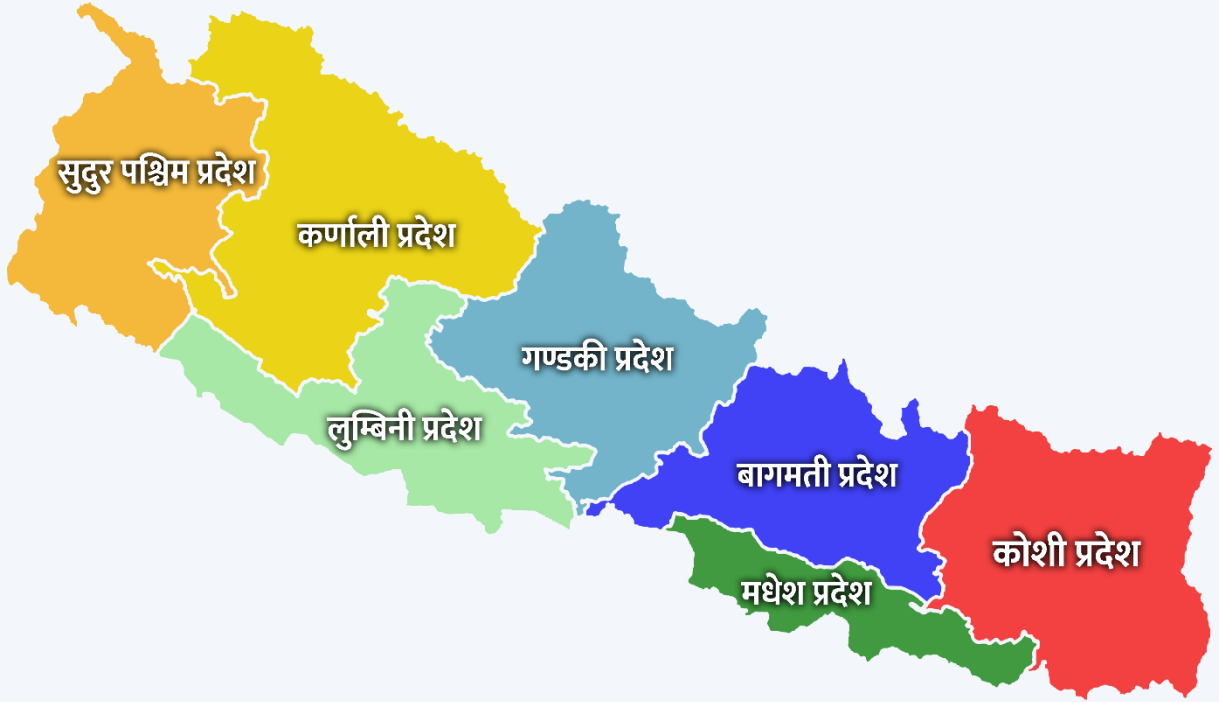 सुदुर पश्चिम प्रदेश
कर्णाली प्रदेश
गण्डकी प्रदेश
लुम्बिनी प्रदेश
बागमती प्रदेश
कोशी प्रदेश
मधेश प्रदेश